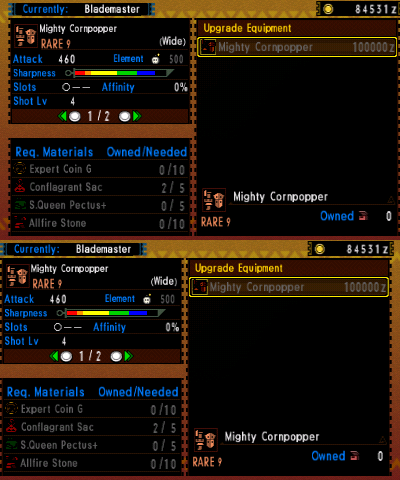 Currently: Blademaster
84531z
Mighty Cornpopper
RARE 9
(Wide)
Attack 460 Element 500
Sharpness
Slots O-- Affinity 0%
Shot Lv 4
1/2
Upgrade Equipment
Mighty Cornpopper 100000z
Req. Materials Owned/Needed
Expert Coin G 0/10
Conflagrant Sac 2/ 5
S.Queen Pectus+ 0/ 5
Allfire Stone 0/10
Mighty Cornpopper
RARE 9
Owned 0
Currently: Blademaster
84531z
Mighty Cornpopper
RARE 9
(Wide)
Attack 460 Element 500
Sharpness
Slots O-- Affinity 0%
Shot Lv 4
1/2
Upgrade Equipment
Mighty Cornpopper 100000z
Req. Materials Owned/Needed
Expert Coin G 0/10
Conflagrant Sac 2/ 5
S.Queen Pectus+ 0/ 5
Allfire Stone 0/10
Mighty Cornpopper
RARE 9
Owned 0